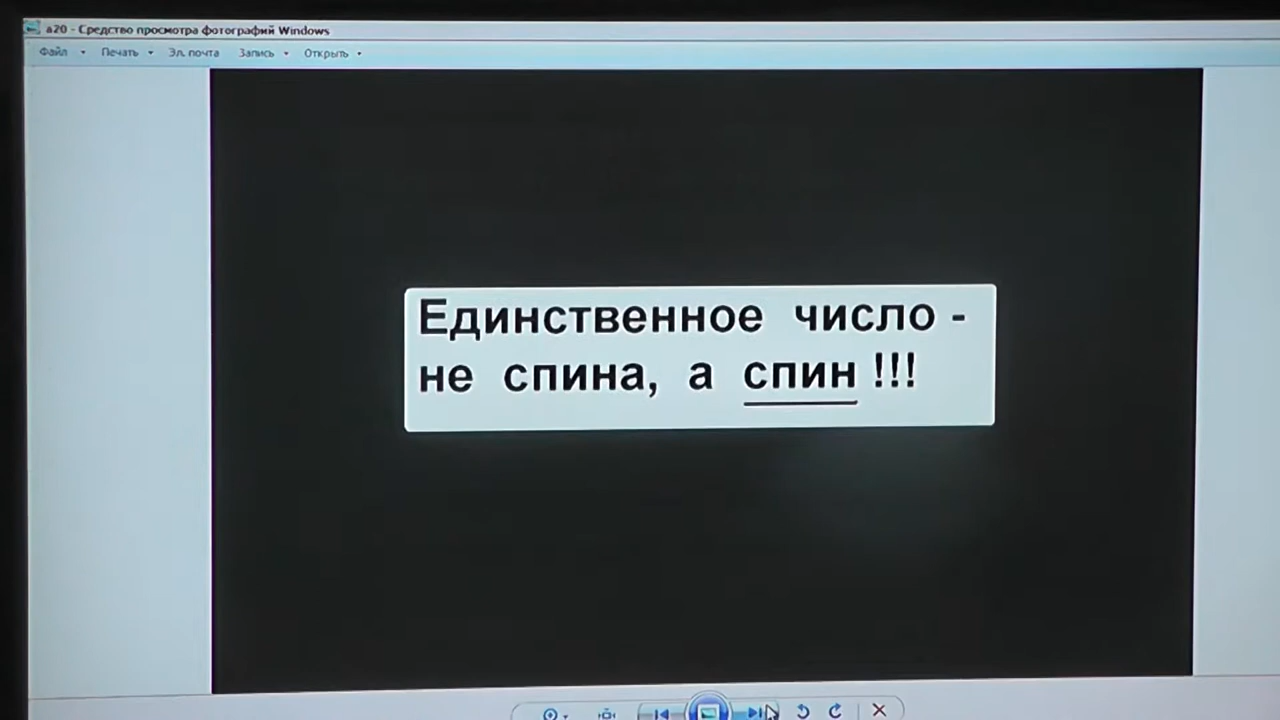 a20 - Средство просмотра фотографий Windows
Файл Печать Эл. почта Запись Открыть
Единственное число -
не спина, а спин !!!